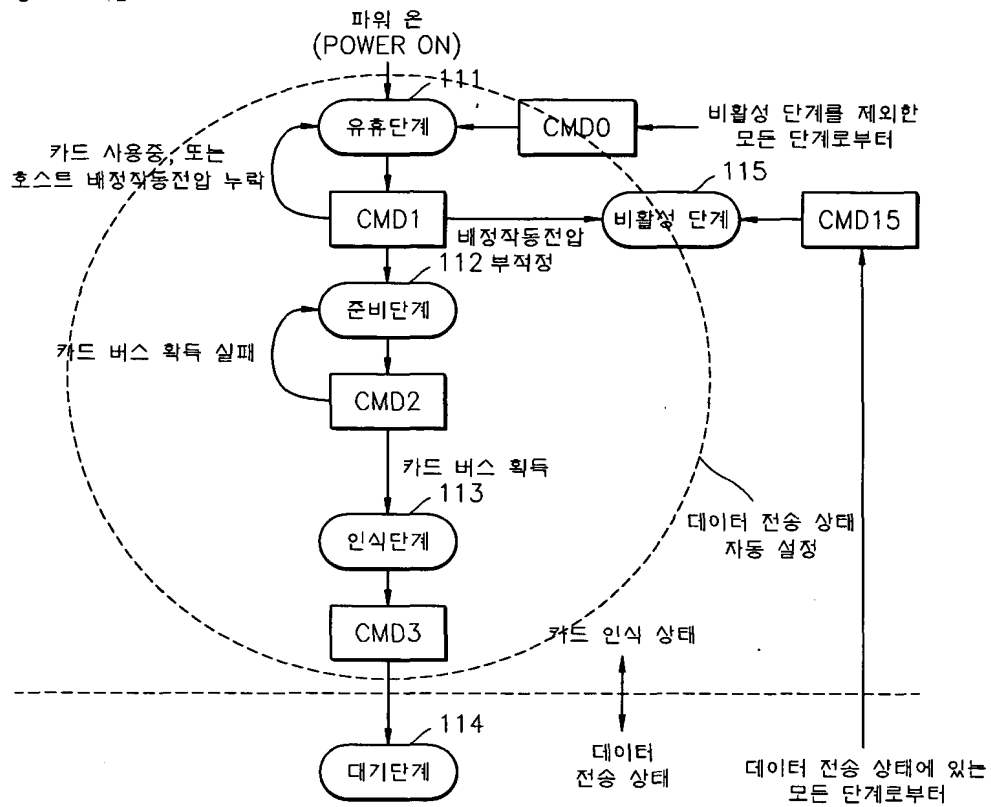 파워 온
(POWER ON)
111
유휴단계
CMD0
비활성 단계를 제외한
모든 단계로부터
카드 사용중, 또는
호스트 배정작동전압 누락
115
CMD1
비활성 단계
CMD15
배정작동전압
부적정
112
준비단계
카드 버스 획득 실패
CMD2
카드 버스 획득
113
인식단계
데이터 전송 상태
자동 설정
CMD3
카드 인식 상태
114
대기단계
데이터
전송 상태
데이터 전송 상태에 있는
모든 단계로부터